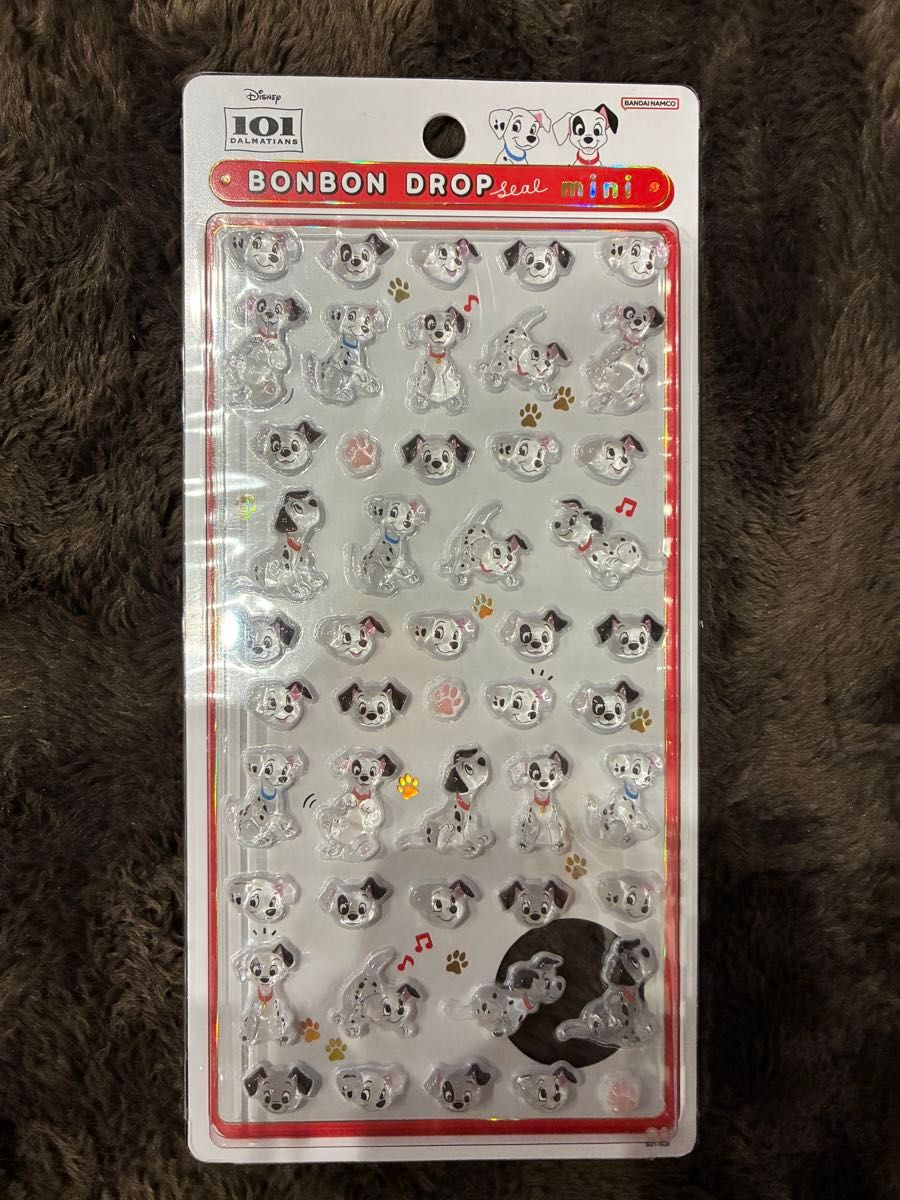 Disney
101
DALMATIANS
BANDAI NAMCO
BONBON DROP seal mini